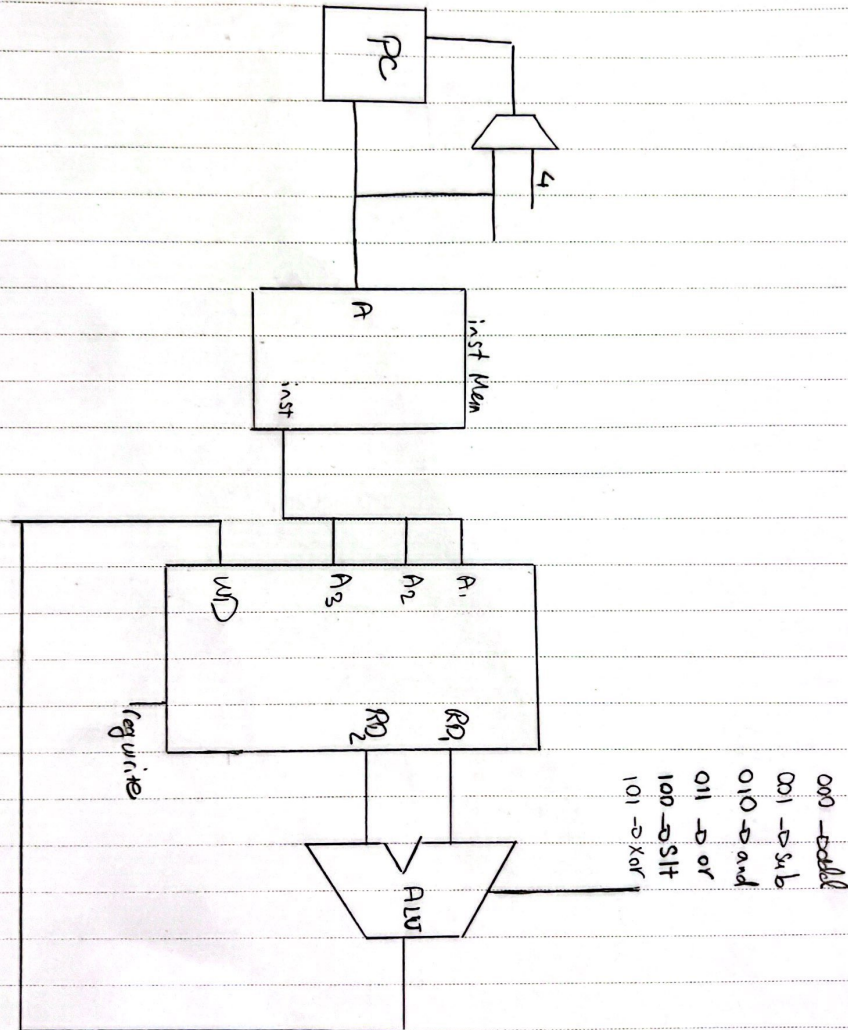 PC
4
A
inst Mem
inst
A1
A2
A3
WD
RD1
RD2
regwrite
ALU
000 → add
001 → sub
010 → and
011 → or
100 → slt
101 → xor